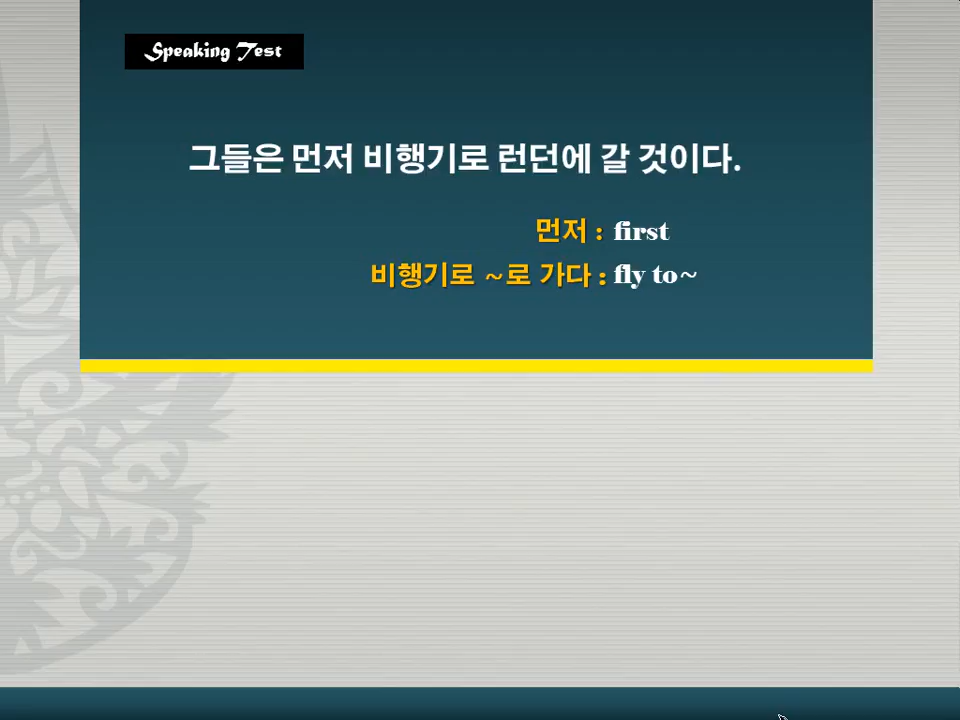 Speaking Test
그들은 먼저 비행기로 런던에 갈 것이다.
먼저 : first
비행기로 ~로 가다 : fly to~